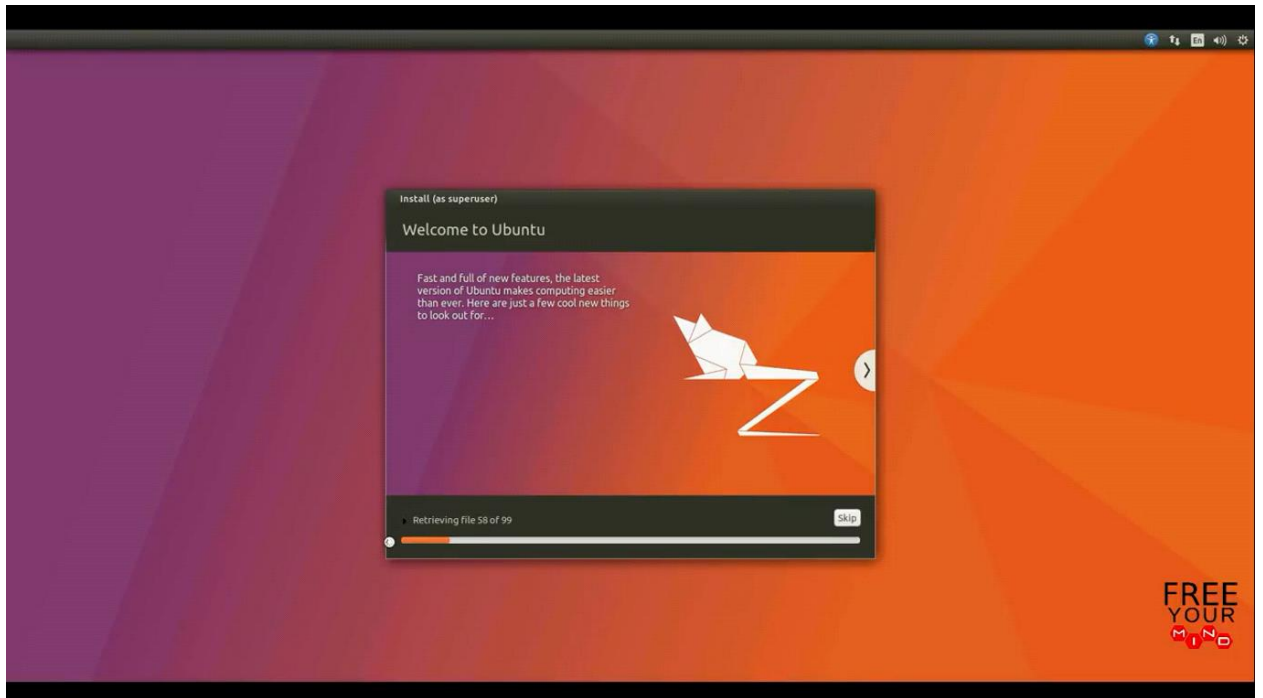 En
Install (as superuser)
Welcome to Ubuntu
Fast and full of new features, the latest
version of Ubuntu makes computing easier
than ever. Here are just a few cool new things
to look out for...
Retrieving file 58 of 99
Skip
FREE
YOUR
MIND